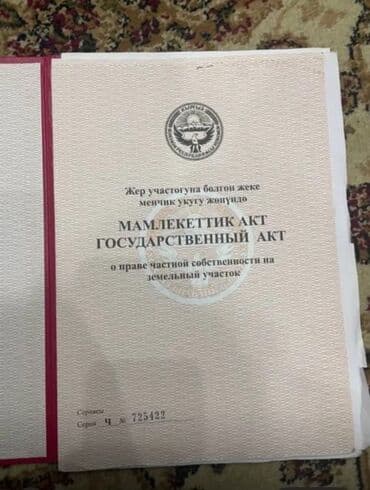 Жер участогуна болгон жеке
менчик укугу жөнүндө
МАМЛЕКЕТТИК АКТ
ГОСУДАРСТВЕННЫЙ АКТ
о праве частной собственности на
земельный участок
Сериясы
Серия Ч № 725422